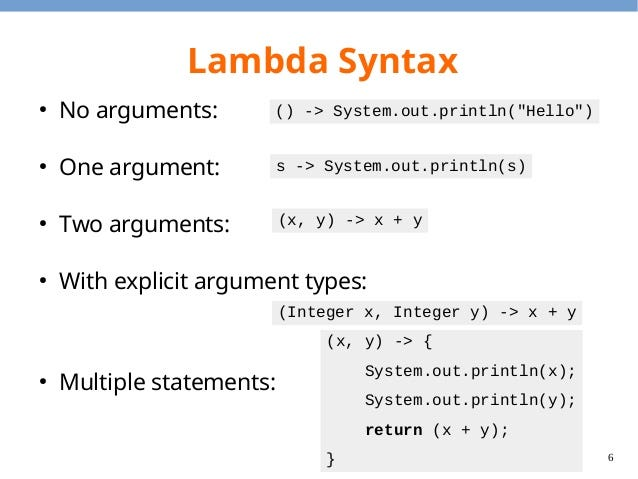 Lambda Syntax
• No arguments: () -> System.out.println("Hello")
• One argument: s -> System.out.println(s)
• Two arguments: (x, y) -> x + y
• With explicit argument types:
(Integer x, Integer y) -> x + y
• Multiple statements:
(x, y) -> {
System.out.println(x);
System.out.println(y);
return (x + y);
}
6